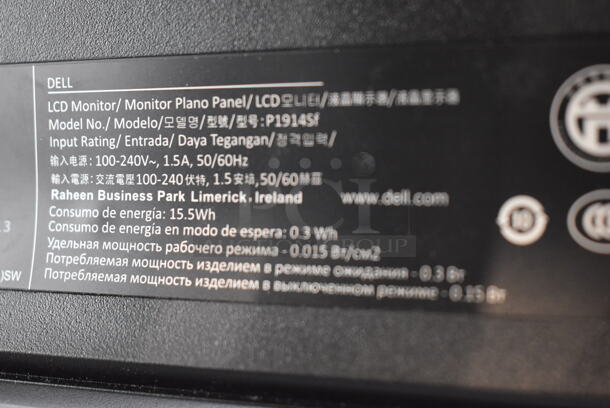 DELL
LCD Monitor/ Monitor Plano Panel/ LCD모니터/液晶顯示器/液晶显示器
Model No./ Modelo/모델명/型號/型号: P1914Sf
Input Rating/ Entrada/ Daya Tegangan/정격입력/
输入电源: 100-240V~, 1.5A, 50/60Hz
輸入電源: 交流電壓100-240伏特, 1.5安培, 50/60赫茲
Raheen Business Park Limerick, Ireland www.dell.com
Consumo de energía: 15.5Wh
Consumo de energía en modo de espera: 0.3 Wh
Удельная мощность рабочего режима - 0.015 Вт/см2
Потребляемая мощность изделием в режиме ожидания - 0.3 Вт
Потребляемая мощность изделием в выключенном режиме - 0.15 Вт
)SW
10
PCI
GROUP